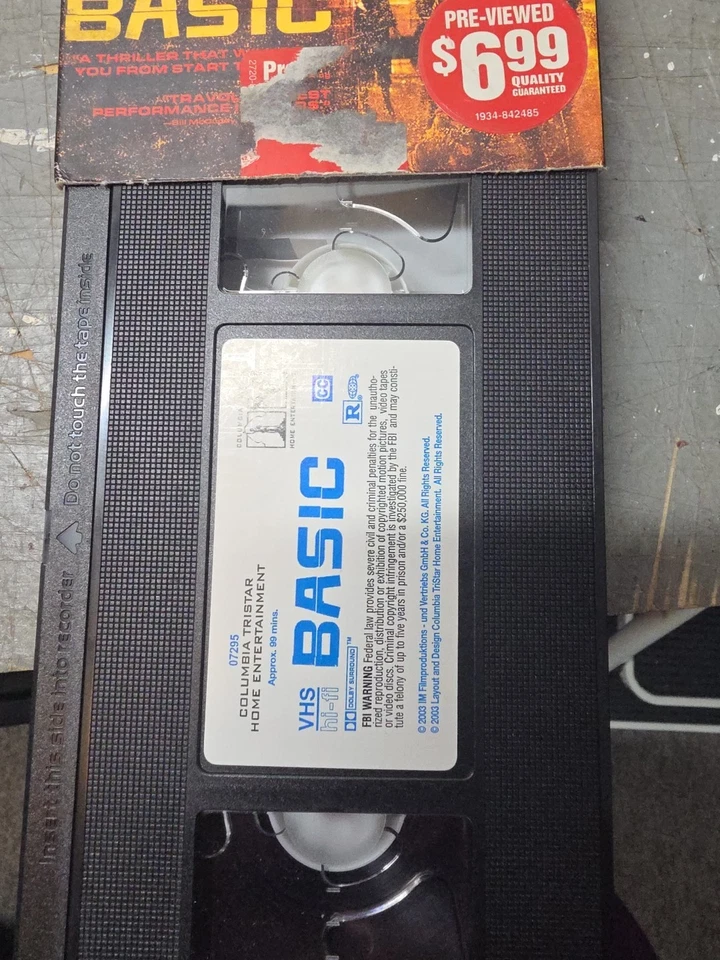 BASIC
"A THRILLER THAT
YOU FROM START
2720-
PRE-VIEWED
$6.99
QUALITY
GUARANTEED
1934-842485
PERFORMANCE
Insert this side into recorder Do not touch the tape inside
07295
COLUMBIA TRISTAR
HOME ENTERTAINMENT
Approx. 99 mins.
VHS
hi-fi
DOLBY SURROUND™
BASIC
HOME ENTERTAINMENT
CC
R
FBI WARNING Federal law provides severe civil and criminal penalties for the unautho-
rized reproduction, distribution or exhibition of copyrighted motion pictures, video tapes
or video discs. Criminal copyright infringement is investigated by the FBI and may consti-
tute a felony of up to five years in prison and/or a $250,000 fine.
© 2003 IM Filmproduktions - und Vertriebs GmbH & Co. KG. All Rights Reserved.
© 2003 Layout and Design Columbia TriStar Home Entertainment. All Rights Reserved.